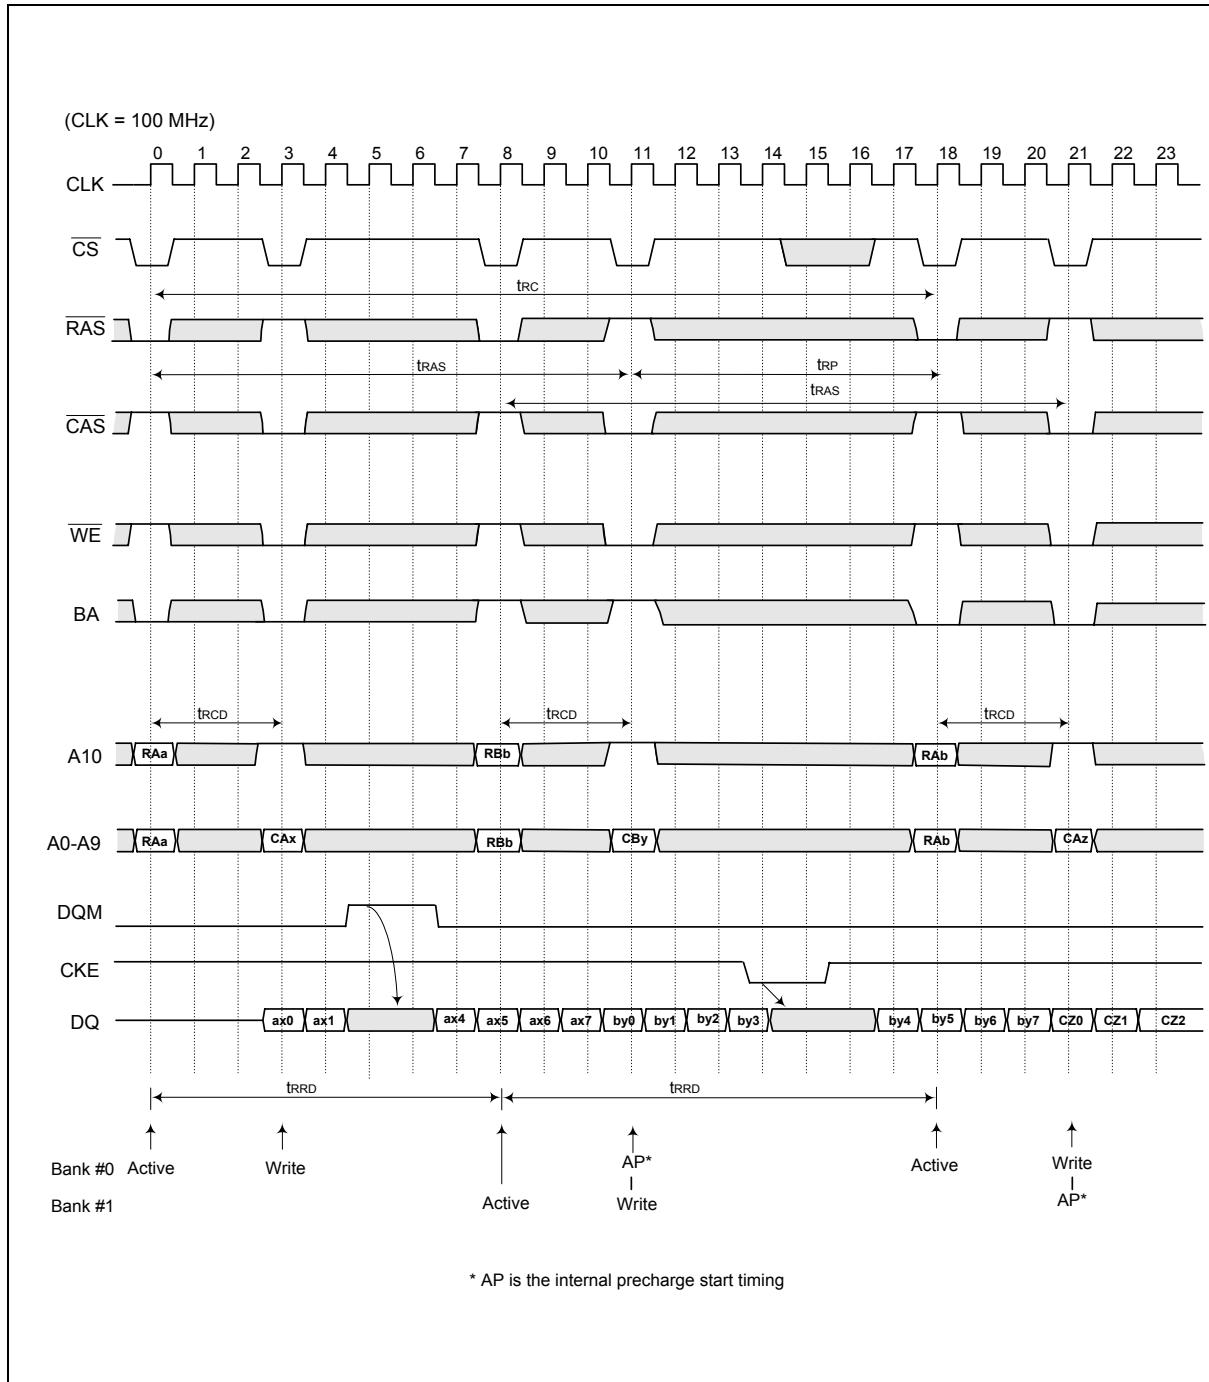 (CLK = 100 MHz)
0 1 2 3 4 5 6 7 8 9 10 11 12 13 14 15 16 17 18 19 20 21 22 23
CLK
CS
tRC
RAS
tRAS tRP
tRAS
CAS
WE
BA
tRCD tRCD tRCD
A10 RAa RBb RAb
A0-A9 RAa CAx RBb CBy RAb CAz
DQM
CKE
DQ ax0 ax1 ax4 ax5 ax6 ax7 by0 by1 by2 by3 by4 by5 by6 by7 CZ0 CZ1 CZ2
tRRD tRRD
Bank #0 Active Write AP* Active Write
Bank #1 Active Write AP*
* AP is the internal precharge start timing